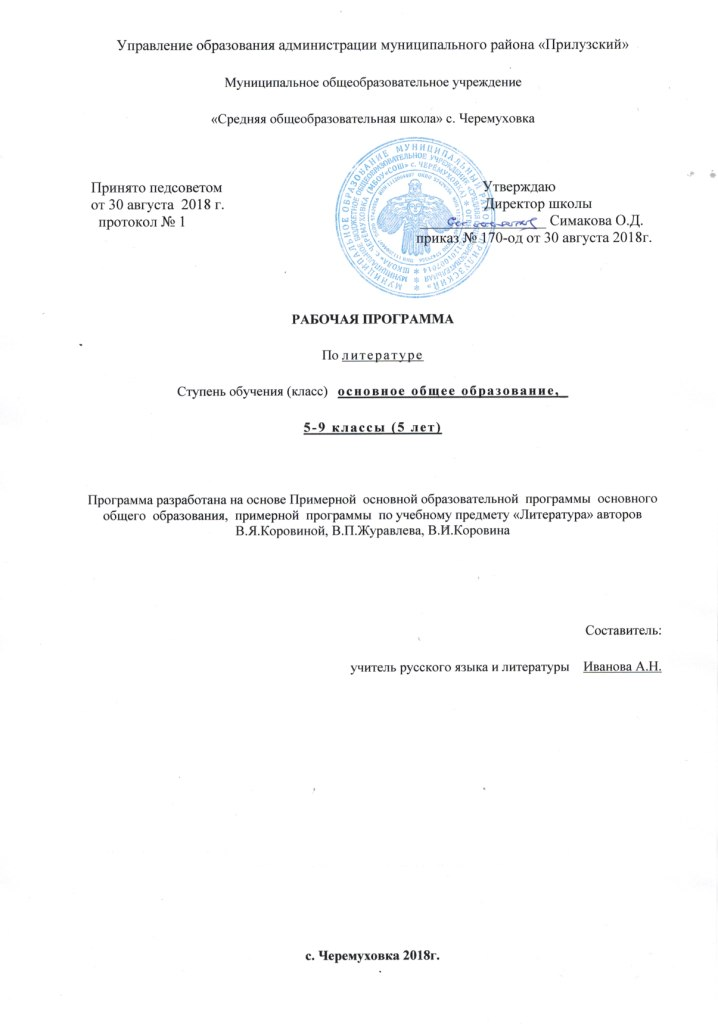 Управление образования администрации муниципального района «Прилузский»
Муниципальное общеобразовательное учреждение
«Средняя общеобразовательная школа» с. Черемуховка
Принято педсоветом
от 30 августа 2018 г.
протокол № 1
Утверждаю
Директор школы
Симакова О.Д.
приказ № 170-од от 30 августа 2018г.
РАБОЧАЯ ПРОГРАММА
По литературе
Ступень обучения (класс) основное общее образование,
5-9 классы (5 лет)
Программа разработана на основе Примерной основной образовательной программы основного
общего образования, примерной программы по учебному предмету «Литература» авторов
В.Я.Коровиной, В.П.Журавлева, В.И.Коровина
Составитель:
учитель русского языка и литературы Иванова А.Н.
с. Черемуховка 2018г.